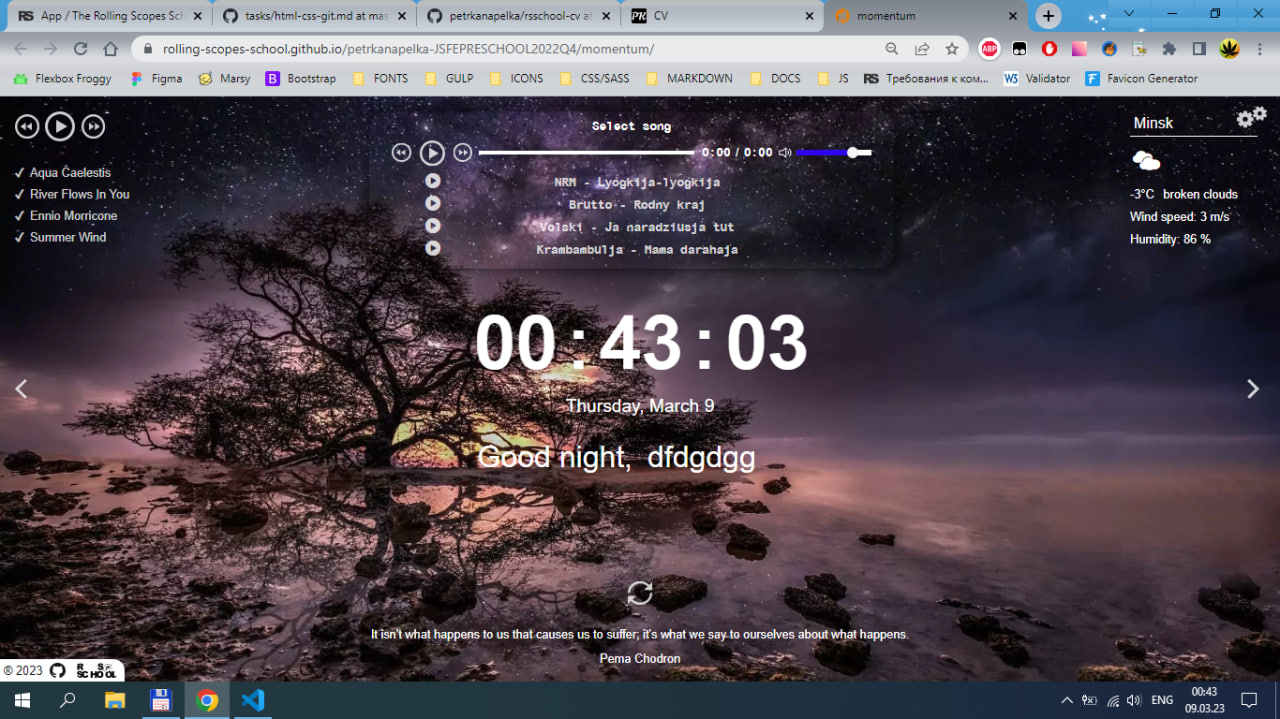 RS App / The Rolling Scopes Sch
tasks/html-css-git.md at mas
petrkanapelka/rsschool-cv at
PK CV
momentum
rolling-scopes-school.github.io/petrkanapelka-JSFEPRESCHOOL2022Q4/momentum/
ABP
Flexbox Froggy
Figma
Marsy
B Bootstrap
FONTS
GULP
ICONS
CSS/SASS
MARKDOWN
DOCS
JS
RS Требования к ком...
W3 Validator
F Favicon Generator
Aqua Caelestis
River Flows In You
Ennio Morricone
Summer Wind
Select song
0:00 / 0:00
NRM - Lyogkija-lyogkija
Brutto - Rodny kraj
Volski - Ja naradziusja tut
Krambambulja - Mama darahaja
Minsk
-3°C broken clouds
Wind speed: 3 m/s
Humidity: 86 %
00:43:03
Thursday, March 9
Good night, dfdgdgg
It isn't what happens to us that causes us to suffer; it's what we say to ourselves about what happens.
Pema Chodron
® 2023
RS
SCHOOL
ENG
00:43
09.03.23